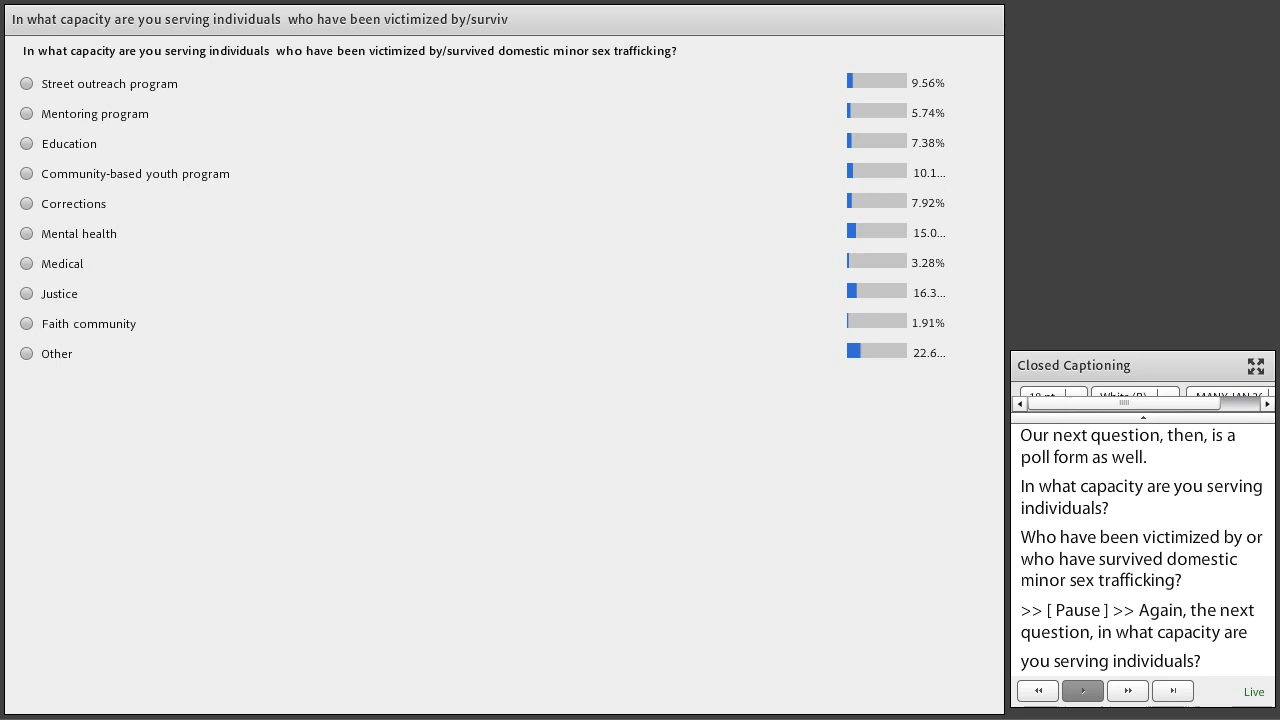 In what capacity are you serving individuals  who have been victimized by/surviv
In what capacity are you serving individuals  who have been victimized by/survived domestic minor sex trafficking?
Street outreach program 9.56%
Mentoring program 5.74%
Education 7.38%
Community-based youth program 10.1...
Corrections 7.92%
Mental health 15.0...
Medical 3.28%
Justice 16.3...
Faith community 1.91%
Other 22.6...
Closed Captioning
Our next question, then, is a
poll form as well.
In what capacity are you serving
individuals?
Who have been victimized by or
who have survived domestic
minor sex trafficking?
>> [ Pause ] >> Again, the next
question, in what capacity are
you serving individuals?
Live